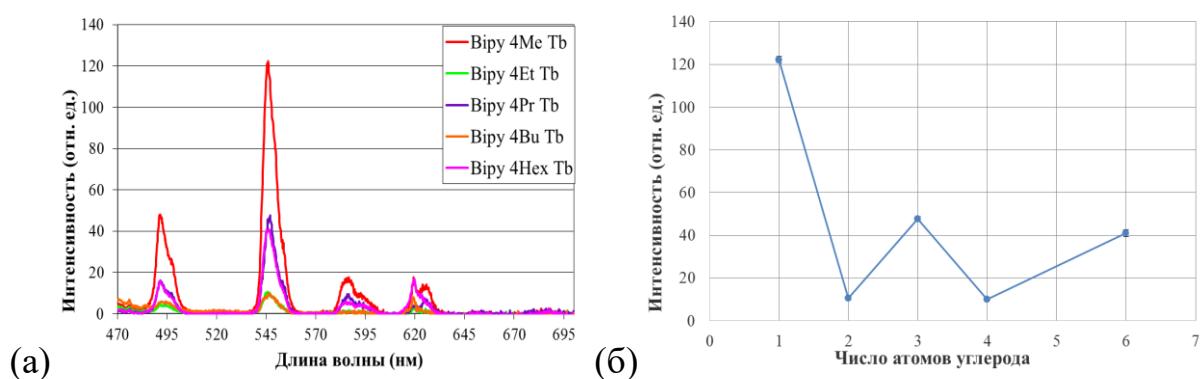 140
120
100
80
60
40
20
0
470 495 520 545 570 595 620 645 670 695
Интенсивность (отн. ед.)
Длина волны (нм)
Bipy 4Me Tb
Bipy 4Et Tb
Bipy 4Pr Tb
Bipy 4Bu Tb
Bipy 4Hex Tb
(а)
140
120
100
80
60
40
20
0
0 1 2 3 4 5 6 7
Интенсивность (отн. ед.)
Число атомов углерода
(б)